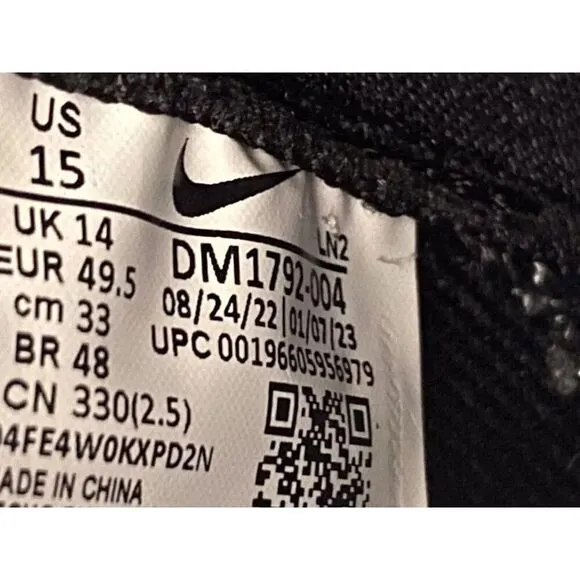 US
15
UK 14
EUR 49.5
cm 33
BR 48
CN 330(2.5)
LN2
DM1792-004
08/24/22|01/07/23
UPC 00196605956979
04FE4W0KXPD2N
MADE IN CHINA